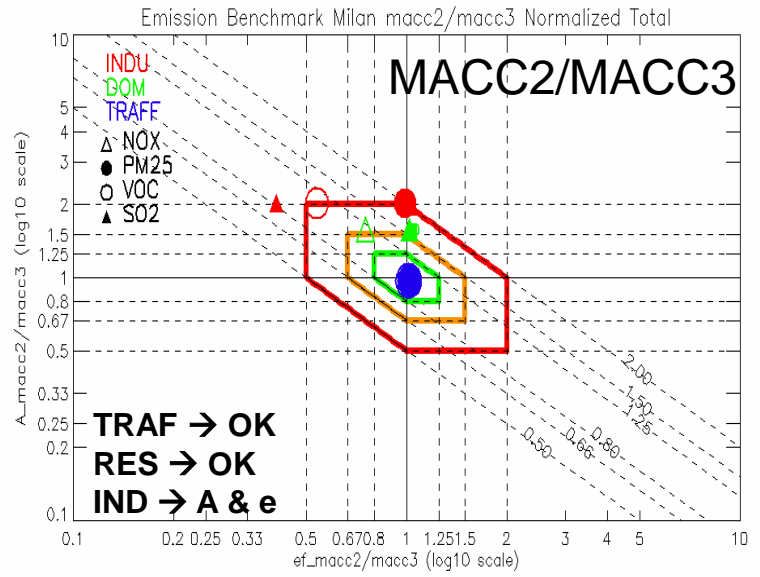 Emission Benchmark Milan macc2/macc3 Normalized Total
MACC2/MACC3
INDU
DOM
TRAFF
△ NOX
● PM25
○ VOC
▲ SO2
A_macc2/macc3 (log10 scale)
10
5
4
3
2
1.5
1.25
1
0.8
0.67
0.5
0.33
0.25
0.2
0.1
2.00
1.50
1.25
0.80
0.66
0.50
TRAF → OK
RES → OK
IND → A & e
0.1 0.2 0.25 0.33 0.5 0.67 0.8 1 1.25 1.5 2 3 4 5 10
ef_macc2/macc3 (log10 scale)